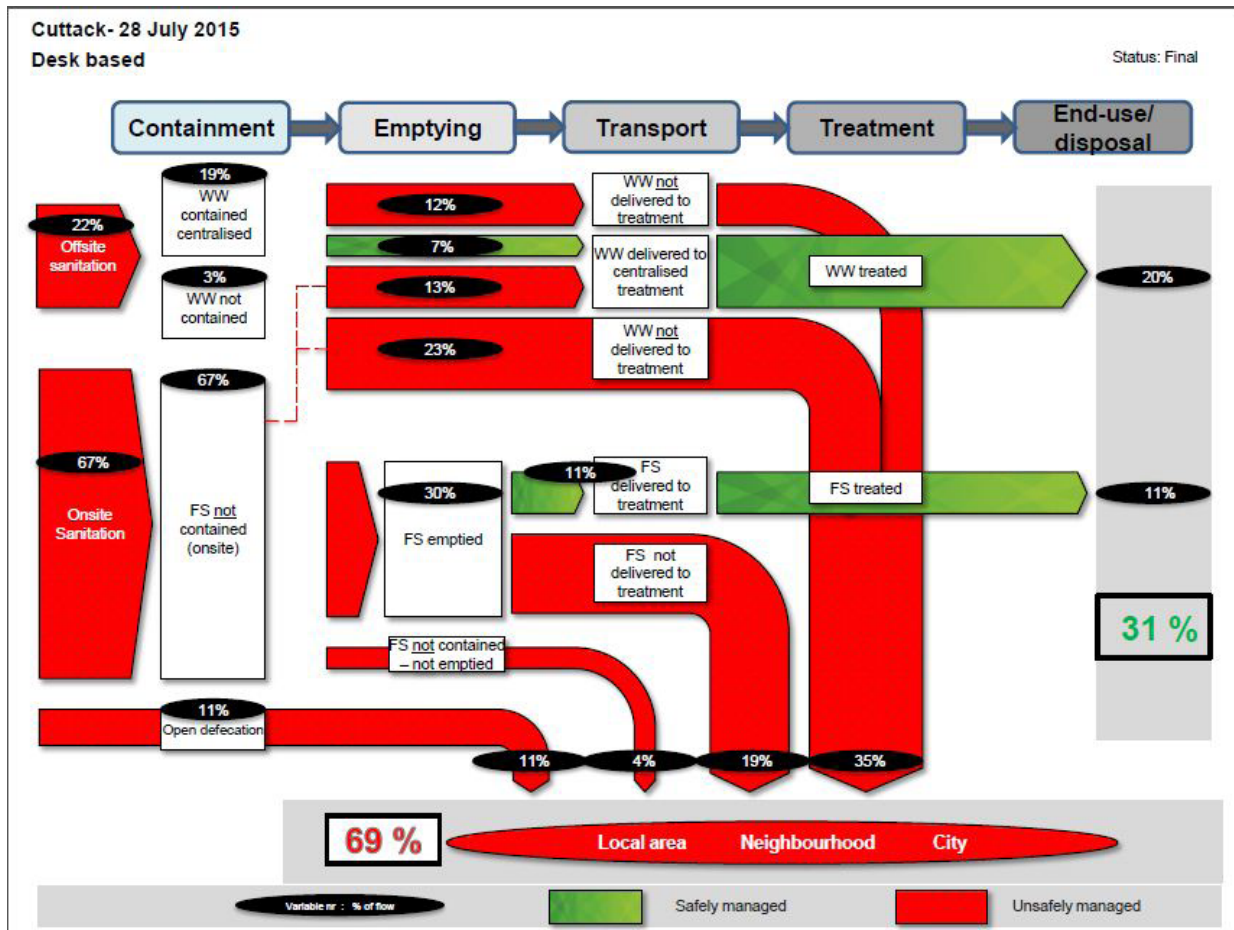 Cuttack- 28 July 2015
Desk based
Status: Final
Containment
Emptying
Transport
Treatment
End-use/
disposal
22%
Offsite
sanitation
19%
WW
contained
centralised
3%
WW not
contained
12%
7%
13%
23%
WW not
delivered to
treatment
WW delivered to
centralised
treatment
WW not
delivered to
treatment
WW treated
20%
67%
Onsite
Sanitation
67%
FS not
contained
(onsite)
30%
FS emptied
11%
FS
delivered to
treatment
FS treated
11%
FS not
delivered to
treatment
FS not contained
– not emptied
31 %
11%
Open defecation
11%
4%
19%
35%
69 %
Local area
Neighbourhood
City
Variable nr : % of flow
Safely managed
Unsafely managed